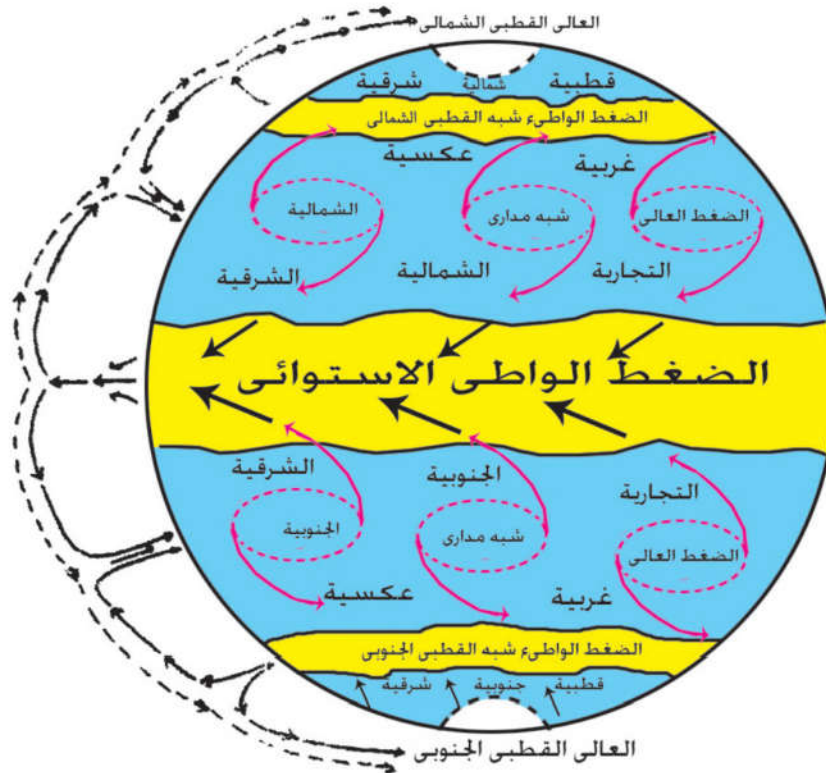 العالى القطبى الشمالى
قطبية شمالية شرقية
الضغط الواطىء شبه القطبى الشمالى
غربية عكسية
الضغط العالى شبه مدارى الشمالية
التجارية الشمالية الشرقية
الضغط الواطى الاستوائى
الشرقية
الجنوبية
التجارية
الجنوبية
شبه مدارى
الضغط العالى
غربية عكسية
الضغط الواطىء شبه القطبى الجنوبى
قطبية جنوبية شرقية
العالى القطبى الجنوبى